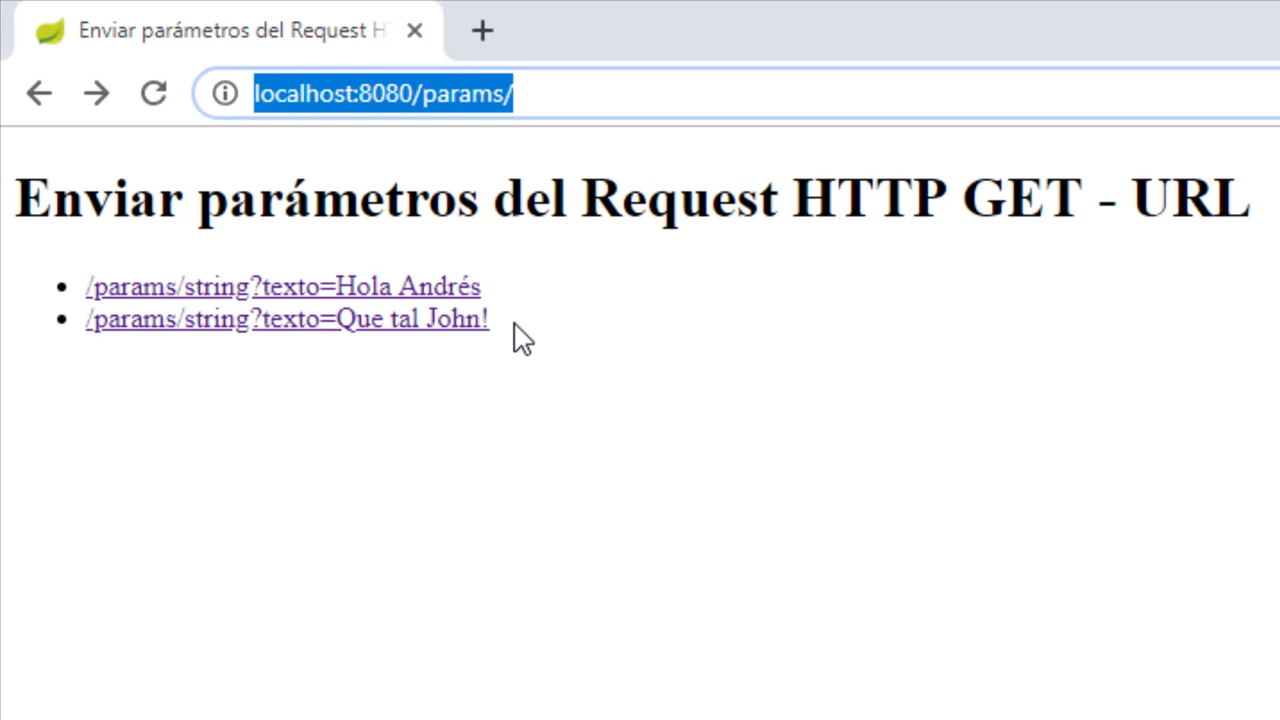 Enviar parámetros del Request H
localhost:8080/params/
Enviar parámetros del Request HTTP GET - URL
/params/string?texto=Hola Andrés
/params/string?texto=Que tal John!